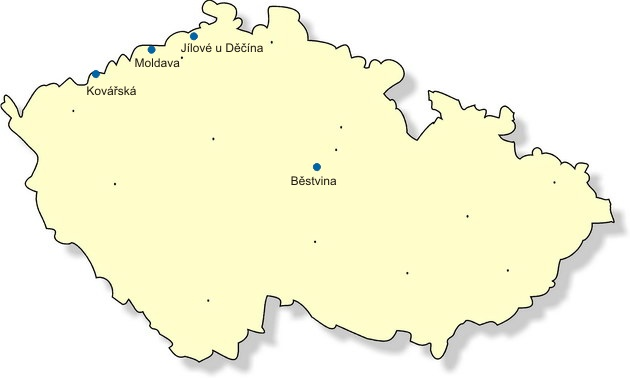 Jílové u Děčína
Moldava
Kovářská
Běstvina